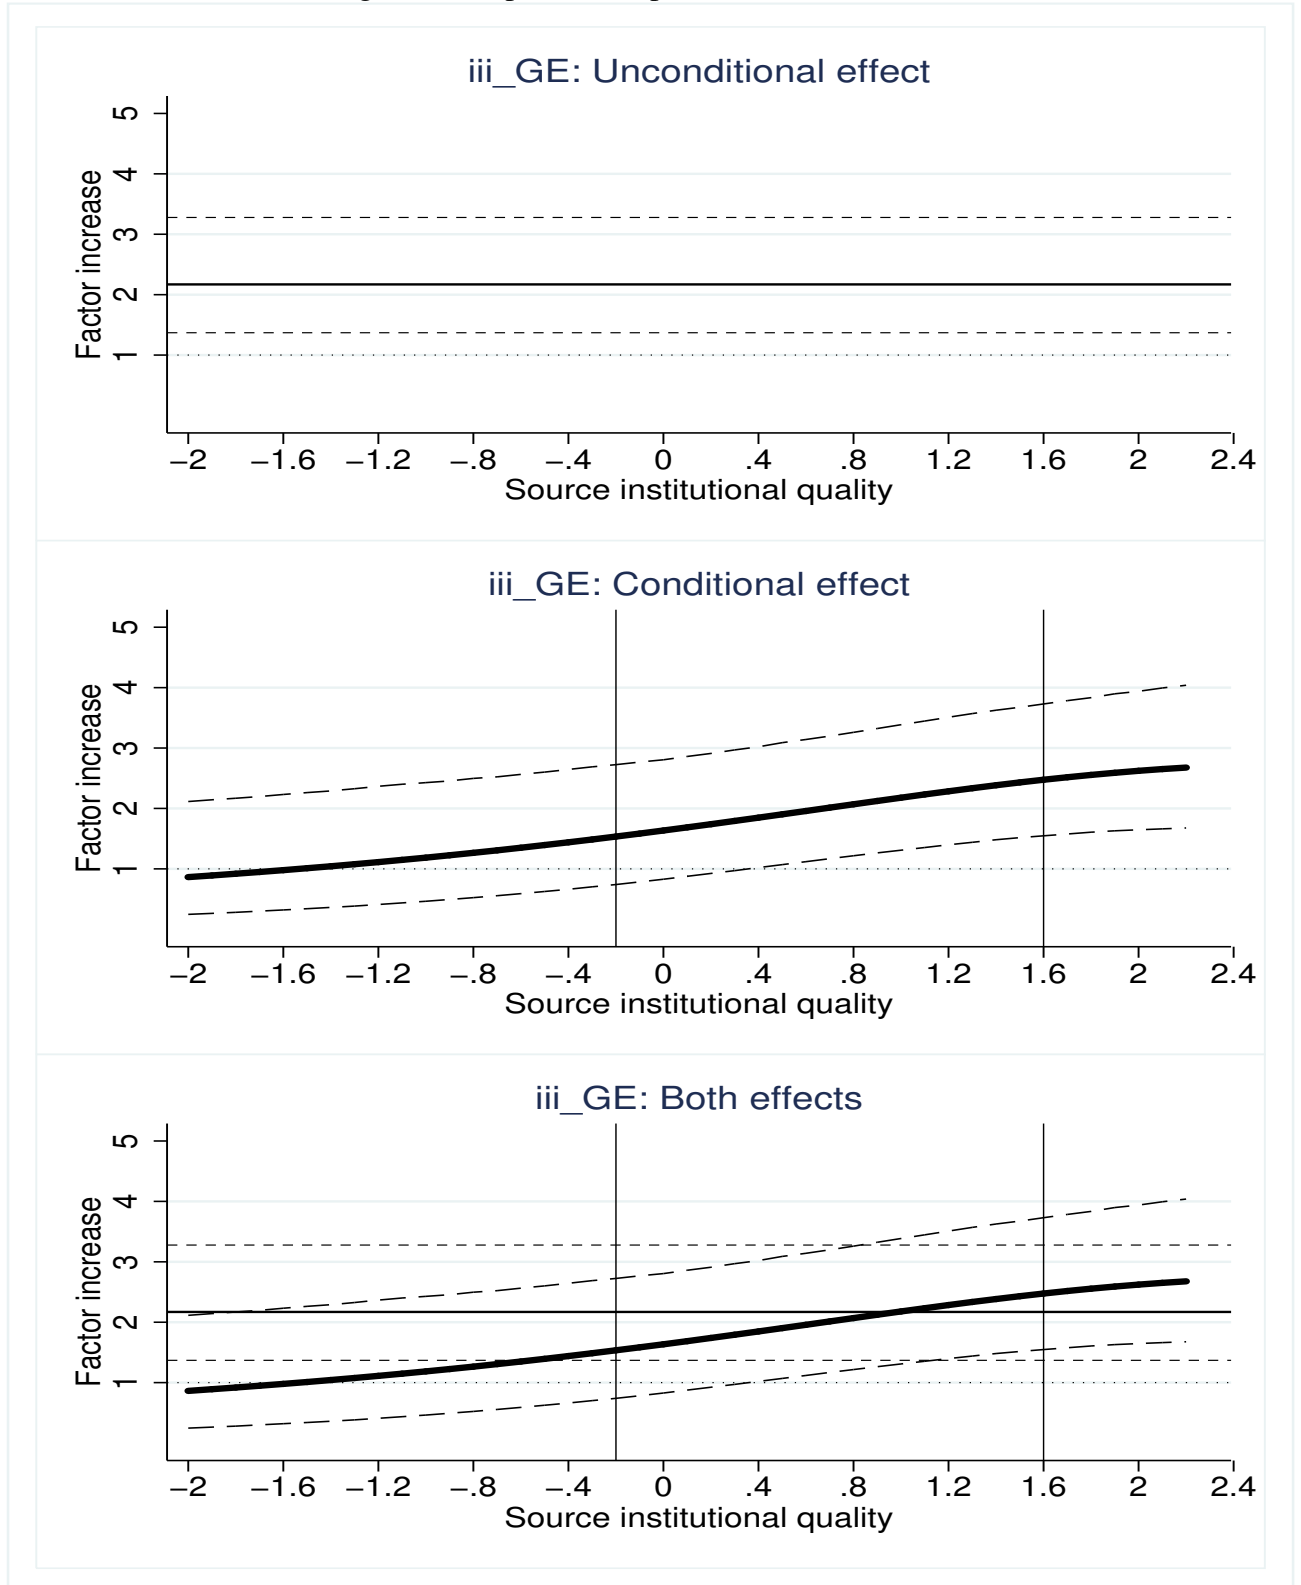 iii_GE: Unconditional effect
Factor increase
5
4
3
2
1
−2 −1.6 −1.2 −.8 −.4 0 .4 .8 1.2 1.6 2 2.4
Source institutional quality
iii_GE: Conditional effect
Factor increase
5
4
3
2
1
−2 −1.6 −1.2 −.8 −.4 0 .4 .8 1.2 1.6 2 2.4
Source institutional quality
iii_GE: Both effects
Factor increase
5
4
3
2
1
−2 −1.6 −1.2 −.8 −.4 0 .4 .8 1.2 1.6 2 2.4
Source institutional quality